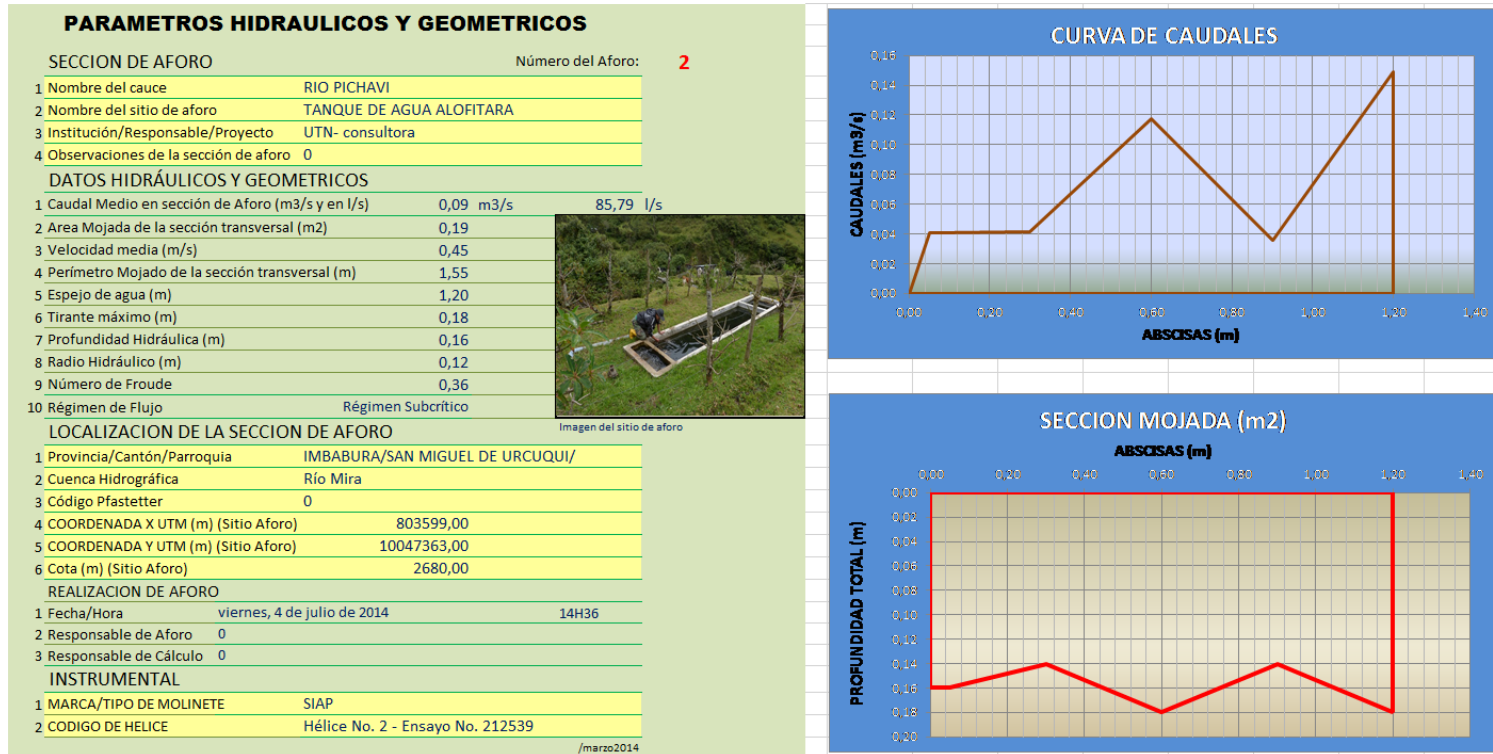 PARAMETROS HIDRAULICOS Y GEOMETRICOS
SECCION DE AFORO Número del Aforo: 2
1 Nombre del cauce RIO PICHAVI
2 Nombre del sitio de aforo TANQUE DE AGUA ALOFITARA
3 Institución/Responsable/Proyecto UTN- consultora
4 Observaciones de la sección de aforo 0
DATOS HIDRÁULICOS Y GEOMETRICOS
1 Caudal Medio en sección de Aforo (m3/s y en l/s) 0,09 m3/s 85,79 l/s
2 Area Mojada de la sección transversal (m2) 0,19
3 Velocidad media (m/s) 0,45
4 Perímetro Mojado de la sección transversal (m) 1,55
5 Espejo de agua (m) 1,20
6 Tirante máximo (m) 0,18
7 Profundidad Hidráulica (m) 0,16
8 Radio Hidráulico (m) 0,12
9 Número de Froude 0,36
10 Régimen de Flujo Régimen Subcrítico
Imagen del sitio de aforo
LOCALIZACION DE LA SECCION DE AFORO
1 Provincia/Cantón/Parroquia IMBABURA/SAN MIGUEL DE URCUQUI/
2 Cuenca Hidrográfica Río Mira
3 Código Pfastetter 0
4 COORDENADA X UTM (m) (Sitio Aforo) 803599,00
5 COORDENADA Y UTM (m) (Sitio Aforo) 10047363,00
6 Cota (m) (Sitio Aforo) 2680,00
REALIZACION DE AFORO
1 Fecha/Hora viernes, 4 de julio de 2014 14H36
2 Responsable de Aforo 0
3 Responsable de Cálculo 0
INSTRUMENTAL
1 MARCA/TIPO DE MOLINETE SIAP
2 CODIGO DE HELICE Hélice No. 2 - Ensayo No. 212539
/marzo2014
CURVA DE CAUDALES
CAUDALES (m3/s)
0,16
0,14
0,12
0,10
0,08
0,06
0,04
0,02
0,00
0,00 0,20 0,40 0,60 0,80 1,00 1,20 1,40
ABSCISAS (m)
SECCION MOJADA (m2)
ABSCISAS (m)
0,00 0,20 0,40 0,60 0,80 1,00 1,20 1,40
PROFUNDIDAD TOTAL (m)
0,00
0,02
0,04
0,06
0,08
0,10
0,12
0,14
0,16
0,18
0,20